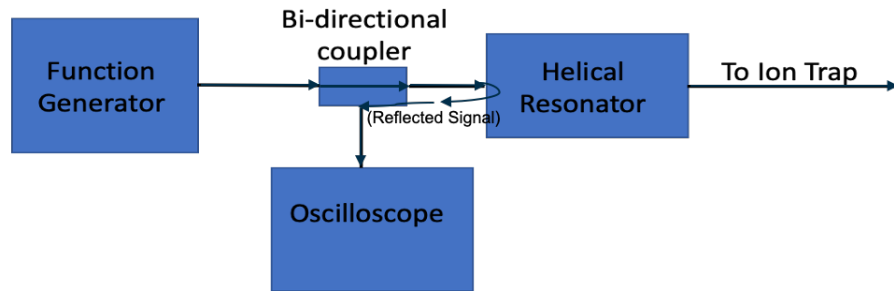 Bi-directional
coupler
Function
Generator
Helical
Resonator
To Ion Trap
(Reflected Signal)
Oscilloscope